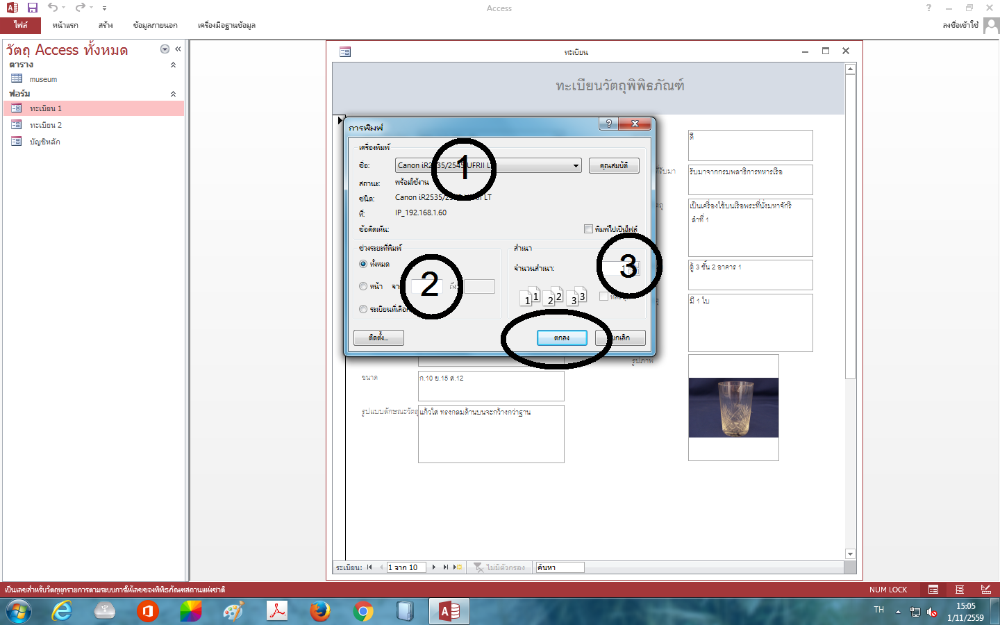 Access
ไฟล์
หน้าแรก
สร้าง
ข้อมูลภายนอก
เครื่องมือฐานข้อมูล
ลงชื่อเข้าใช้
วัตถุ Access ทั้งหมด
ตาราง
museum
ฟอร์ม
ทะเบียน 1
ทะเบียน 2
บัญชีหลัก
ทะเบียน
ทะเบียนวัตถุพิพิธภัณฑ์
การพิมพ์
เครื่องพิมพ์
ชื่อ:
1
คุณสมบัติ
สถานะ:
พร้อมใช้งาน
ชนิด:
Canon iR2535/2545 UFRII LT
ที่:
IP_192.168.1.60
ข้อคิดเห็น:
พิมพ์ไปเป็นไฟล์
ช่วงระยะที่พิมพ์
ทั้งหมด
หน้า
2
ถึง
ระเบียนที่เลือก
สำเนา
จำนวนสำเนา:
1
3
1 1 2 2 3 3
ติดตั้ง...
ตกลง
ยกเลิก
ดี
รับมาจากกรมพลาธิการทหารเรือ
เป็นเครื่องใช้บนเรือพระที่นั่งมหาจักรี
ลำที่ 1
ตู้ 3 ชั้น 2 อาคาร 1
มี 1 ใบ
รูปภาพ
ขนาด
ก.10 ย.15 ส.12
รูปแบบลักษณะวัตถุ
แก้วใส ทรงกลมด้านบนจะกว้างกว่าฐาน
ระเบียน:
1 จาก 10
ไม่มีตัวกรอง
ค้นหา
เป็นเลขสำหรับวัตถุทุกรายการตามระบบการให้เลขของพิพิธภัณฑสถานแห่งชาติ
NUM LOCK
TH
15:05
1/11/2559